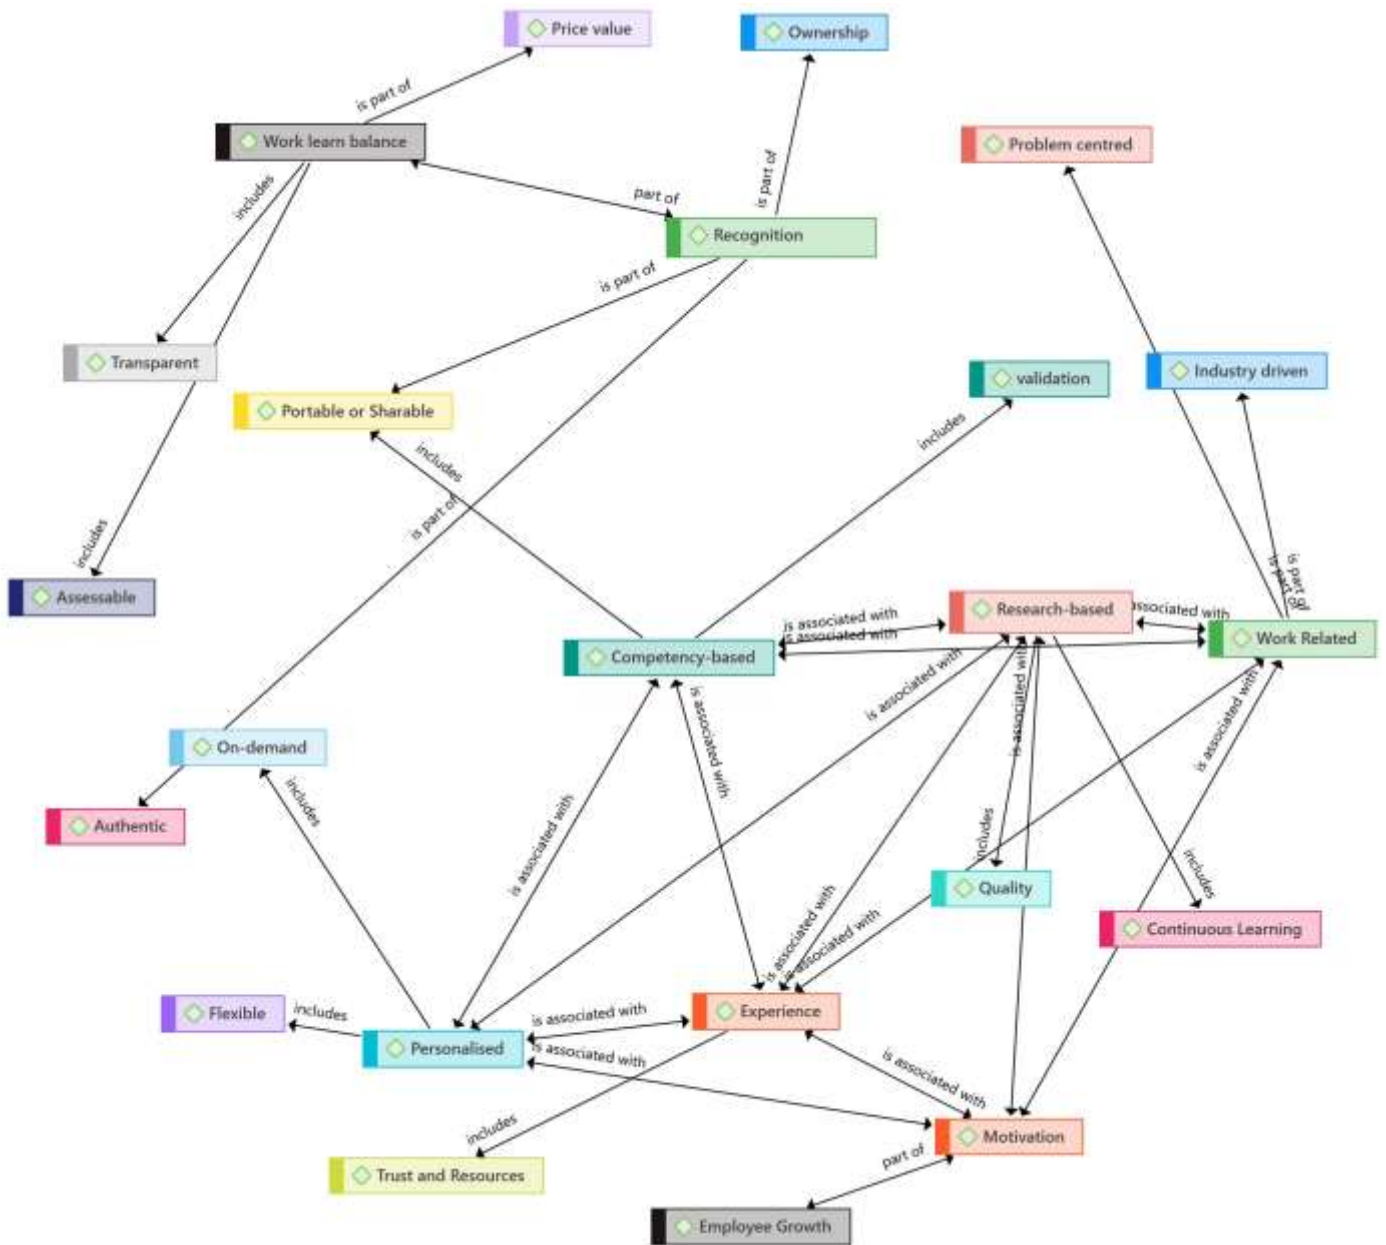 Price value
Ownership
is part of
Work learn balance
Problem centred
is part of
includes
part of
Recognition
is part of
Transparent
Industry driven
validation
Portable or Sharable
includes
includes
is part of
includes
Assessable
is part of
is part of
Research-based
is associated with
associated with
is associated with
Work Related
Competency-based
is associated with
is associated with
is associated with
is associated with
On-demand
includes
is associated with
Authentic
includes
includes
Quality
Continuous Learning
is associated with
is associated with
Flexible
includes
Experience
is associated with
Personalised
is associated with
is associated with
includes
Motivation
part of
Trust and Resources
Employee Growth